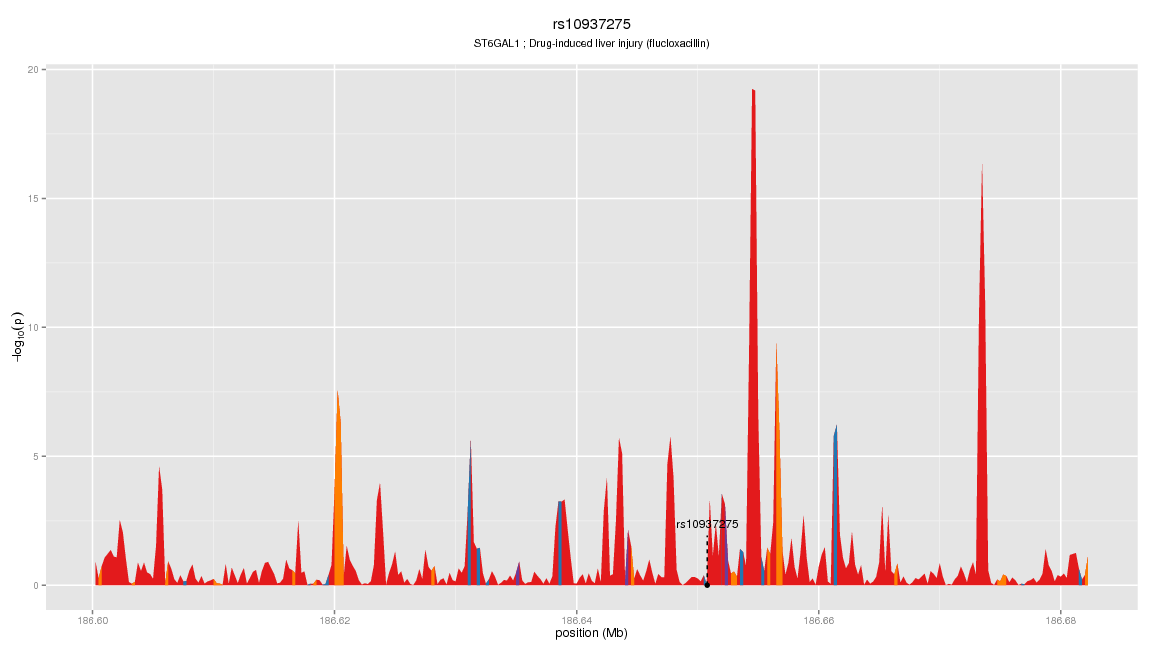 rs10937275
ST6GAL1 ; Drug-induced liver injury (flucloxacillin)
20
15
10
5
0
−log10(p)
rs10937275
186.60
186.62
186.64
186.66
186.68
position (Mb)